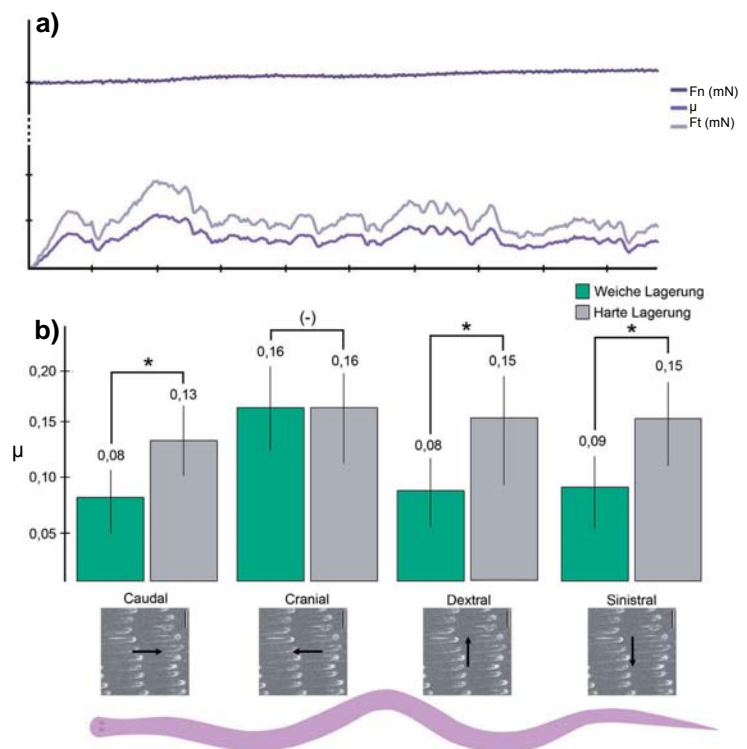 a)
Fn (mN)
µ
Ft (mN)
Weiche Lagerung
Harte Lagerung
b)
(-)
*
*
*
0,16
0,16
0,15
0,15
0,13
0,08
0,08
0,09
0,20
0,15
µ
0,10
0,05
Caudal
Cranial
Dextral
Sinistral